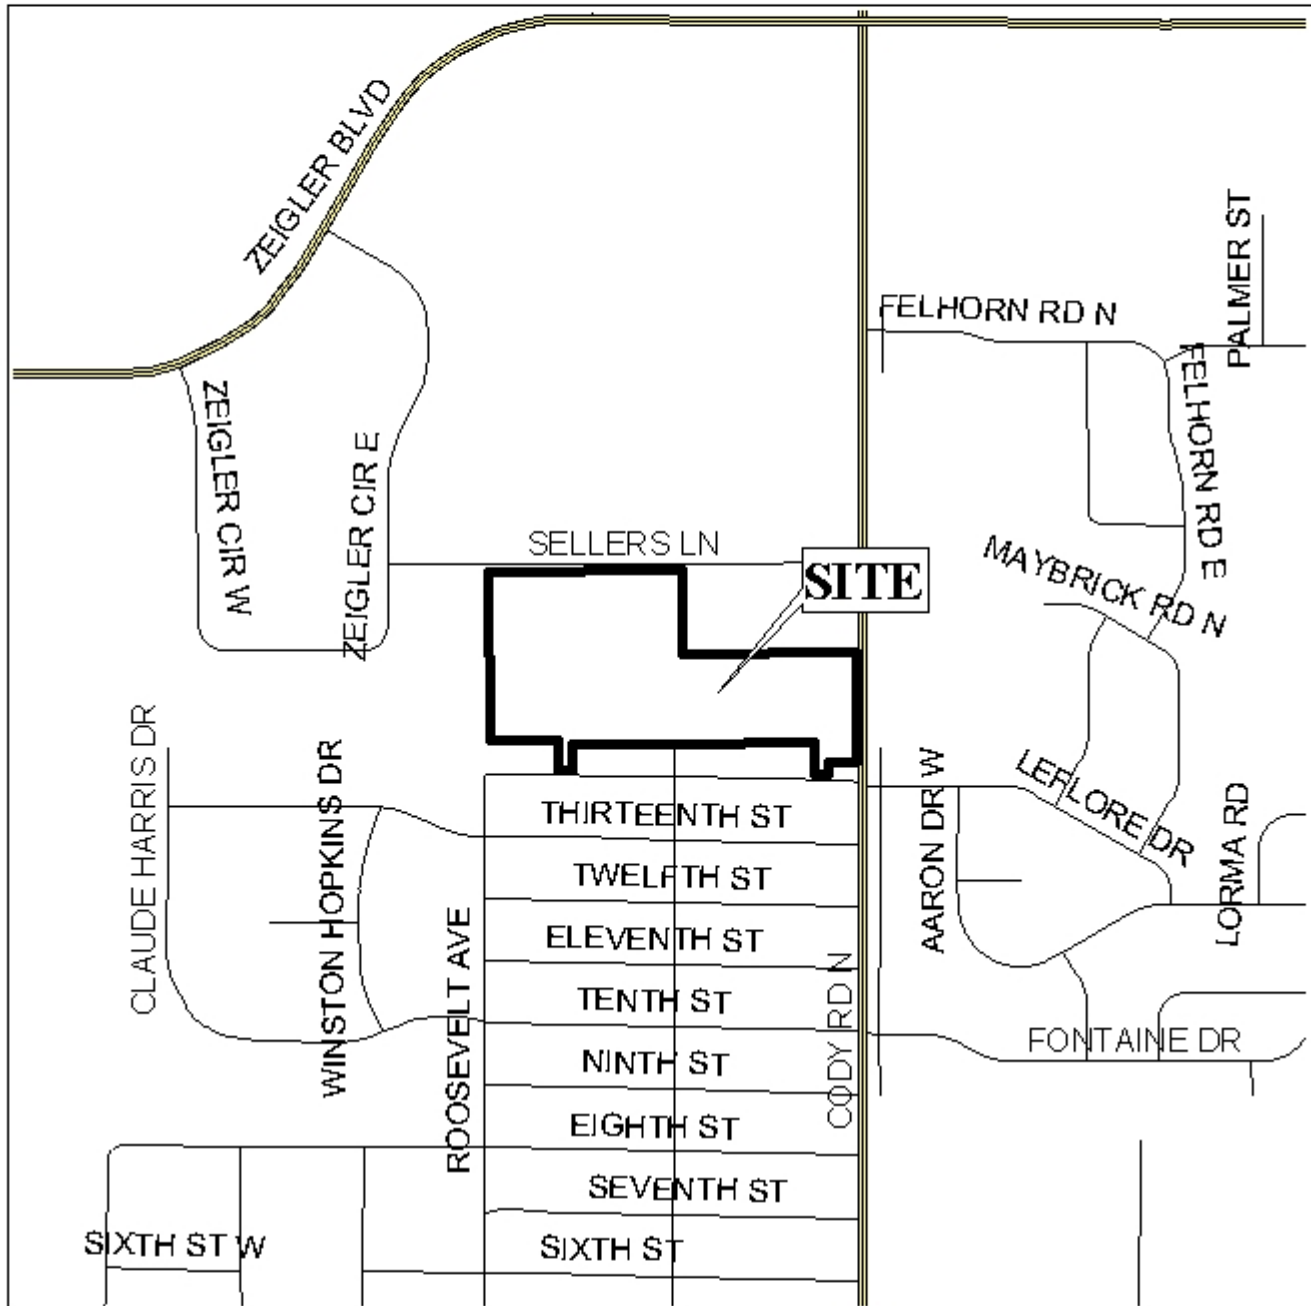 ZEIGLER BLVD
PALMER ST
FELHORN RD N
FELHORN RD E
ZEIGLER CIR W
ZEIGLER CIR E
SELLERS LN
SITE
MAYBRICK RD N
CLAUDE HARRIS DR
WINSTON HOPKINS DR
LEFLORE DR
AARON DR W
LORMA RD
THIRTEENTH ST
TWELFTH ST
ROOSEVELT AVE
ELEVENTH ST
CODY RD N
TENTH ST
FONTAINE DR
NINTH ST
EIGHTH ST
SEVENTH ST
SIXTH ST W
SIXTH ST